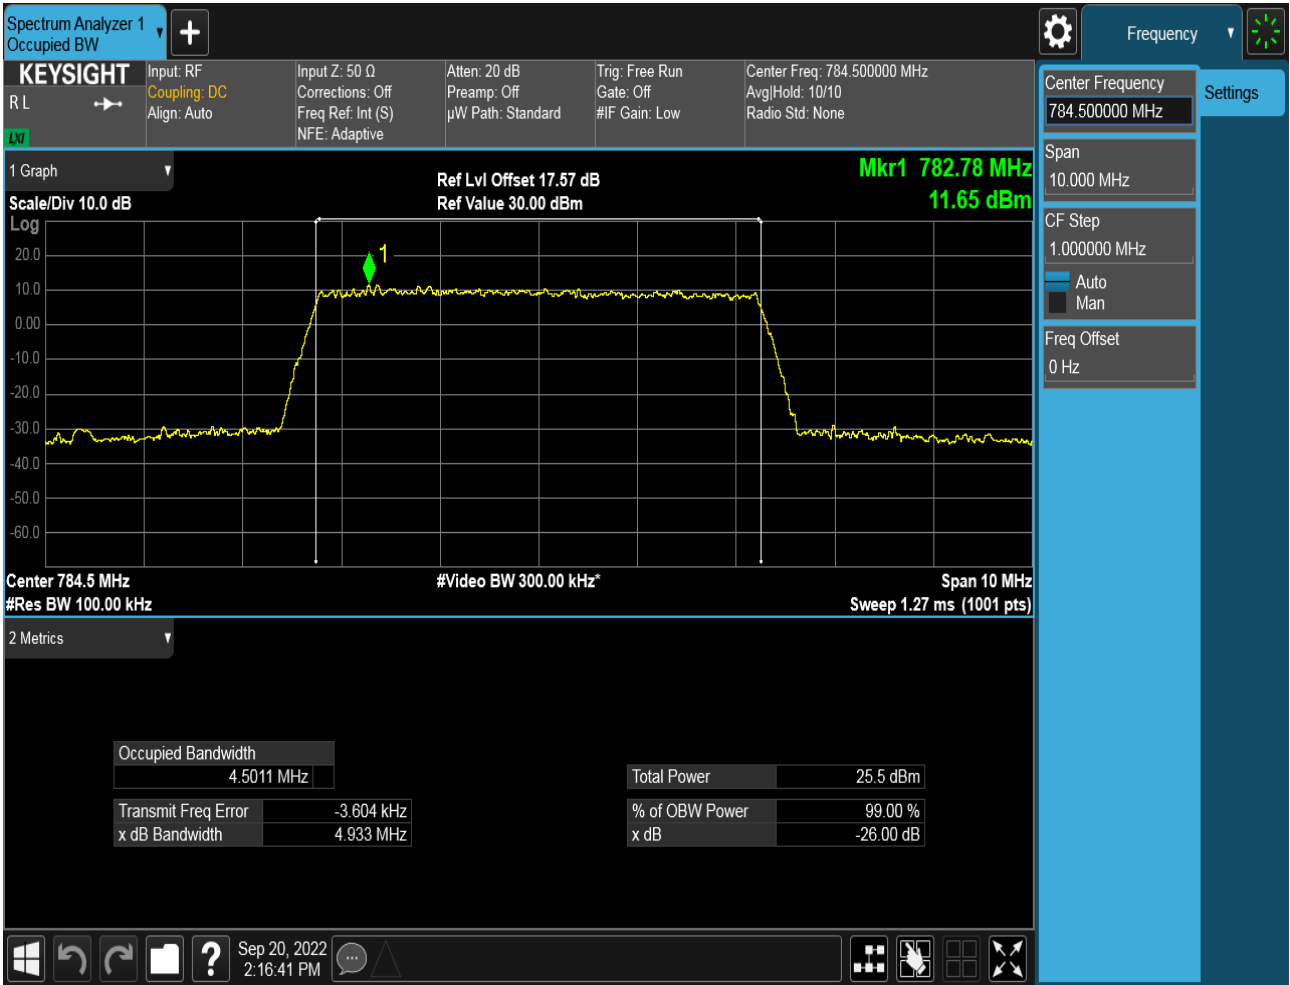 Spectrum Analyzer 1
Occupied BW
Frequency
KEYSIGHT
R L
LXI
Input: RF
Coupling: DC
Align: Auto
Input Z: 50 Ω
Corrections: Off
Freq Ref: Int (S)
NFE: Adaptive
Atten: 20 dB
Preamp: Off
µW Path: Standard
Trig: Free Run
Gate: Off
#IF Gain: Low
Center Freq: 784.500000 MHz
Avg|Hold: 10/10
Radio Std: None
Center Frequency
784.500000 MHz
Settings
Span
10.000 MHz
CF Step
1.000000 MHz
Auto
Man
Freq Offset
0 Hz
1 Graph
Scale/Div 10.0 dB
Ref Lvl Offset 17.57 dB
Ref Value 30.00 dBm
Mkr1 782.78 MHz
11.65 dBm
Log
20.0
10.0
0.00
-10.0
-20.0
-30.0
-40.0
-50.0
-60.0
1
Center 784.5 MHz
#Res BW 100.00 kHz
#Video BW 300.00 kHz*
Span 10 MHz
Sweep 1.27 ms (1001 pts)
2 Metrics
Occupied Bandwidth
4.5011 MHz
Total Power 25.5 dBm
Transmit Freq Error -3.604 kHz
% of OBW Power 99.00 %
x dB Bandwidth 4.933 MHz
x dB -26.00 dB
?
Sep 20, 2022
2:16:41 PM